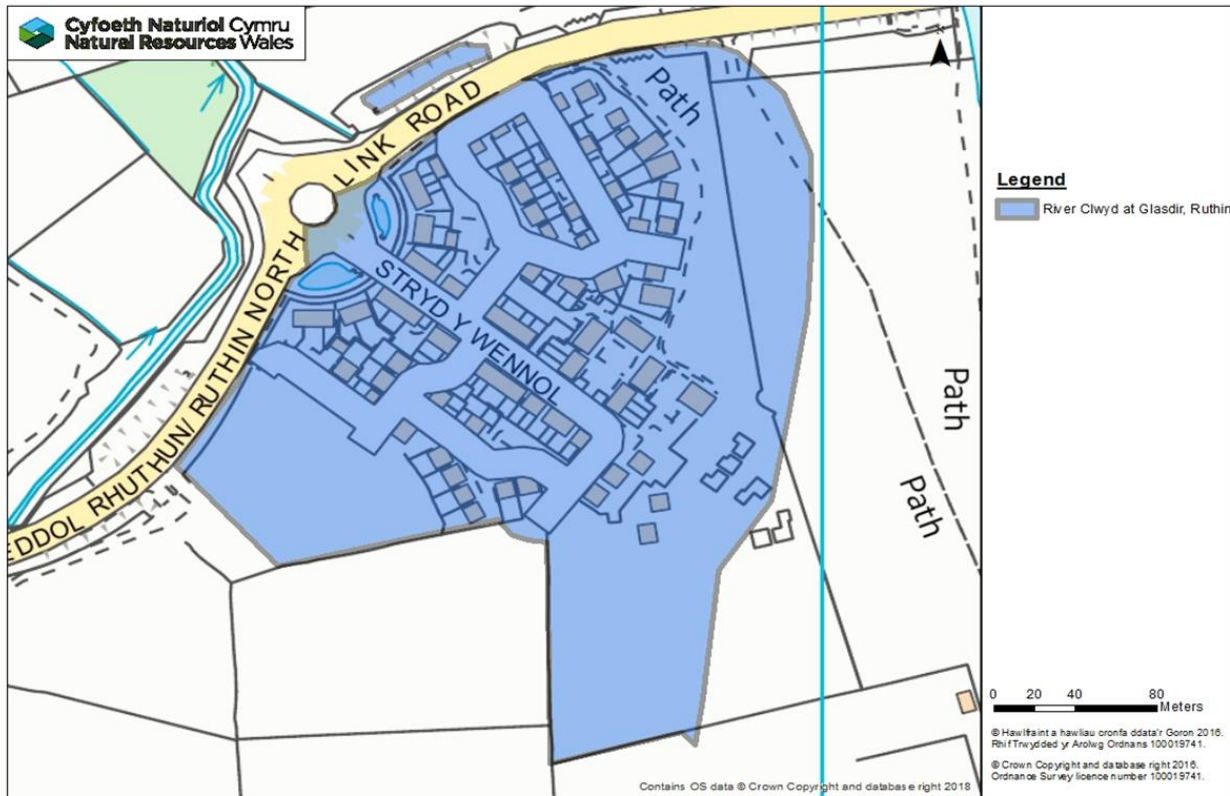 Cyfoeth Naturiol Cymru
Natural Resources Wales
LINK ROAD
Path
EDDOL RHUTHUN/ RUTHIN NORTH
STRYD Y WENNOL
Path
Path
Legend
River Clwyd at Glasdir, Ruthin
0 20 40 80
Meters
© Hawlfraint a hawliau cronfa ddata'r Goron 2016.
Rhif Trwydded yr Arolwg Ordnans 100019741.
© Crown Copyright and database right 2016.
Ordnance Survey licence number 100019741.
Contains OS data © Crown Copyright and database right 2018